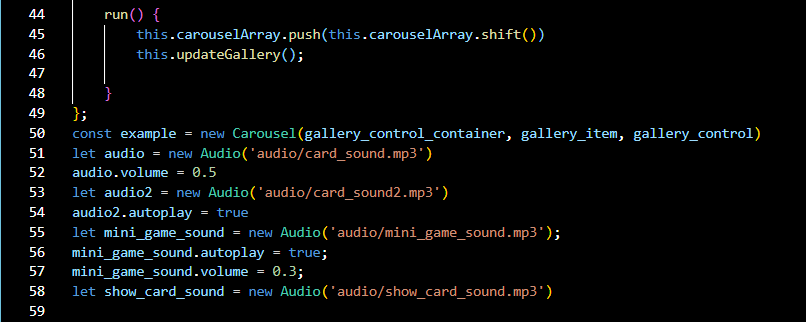 44 run() {
45 this.carouselArray.push(this.carouselArray.shift())
46 this.updateGallery();
47
48 }
49 };
50 const example = new Carousel(gallery_control_container, gallery_item, gallery_control)
51 let audio = new Audio('audio/card_sound.mp3')
52 audio.volume = 0.5
53 let audio2 = new Audio('audio/card_sound2.mp3')
54 audio2.autoplay = true
55 let mini_game_sound = new Audio('audio/mini_game_sound.mp3');
56 mini_game_sound.autoplay = true;
57 mini_game_sound.volume = 0.3;
58 let show_card_sound = new Audio('audio/show_card_sound.mp3')
59